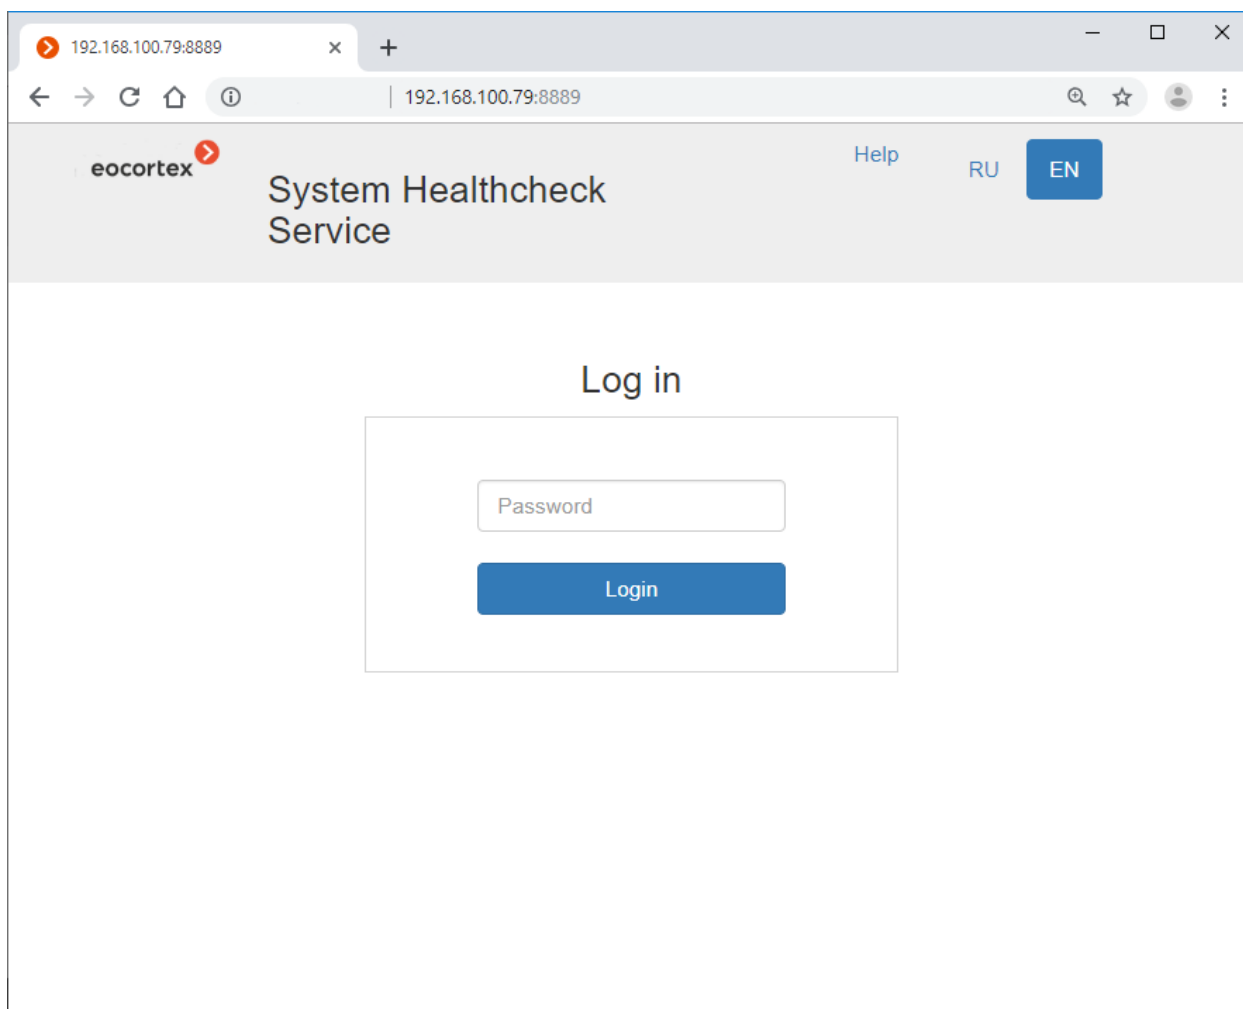 192.168.100.79:8889
192.168.100.79:8889
eocortex
System Healthcheck
Service
Help
RU
EN
Log in
Password
Login